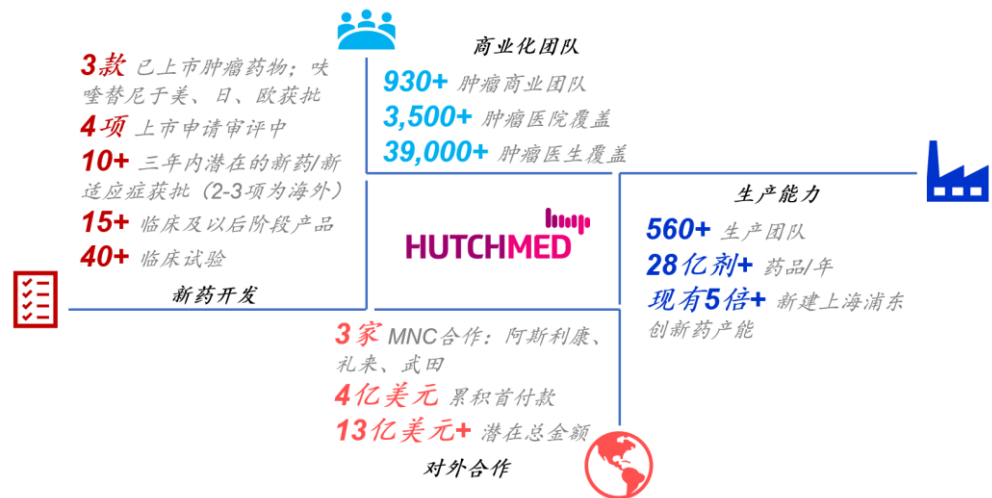 商业化团队
930+ 肿瘤商业团队
3,500+ 肿瘤医院覆盖
39,000+ 肿瘤医生覆盖
3款 已上市肿瘤药物；呋
喹替尼于美、日、欧获批
4项 上市申请审评中
10+ 三年内潜在的新药/新
适应症获批（2-3项为海外）
15+ 临床及以后阶段产品
40+ 临床试验
新药开发
HUTCHMED
生产能力
560+ 生产团队
28亿剂+ 药品/年
现有5倍+ 新建上海浦东
创新药产能
3家 MNC合作：阿斯利康、
礼来、武田
4亿美元 累积首付款
13亿美元+ 潜在总金额
对外合作